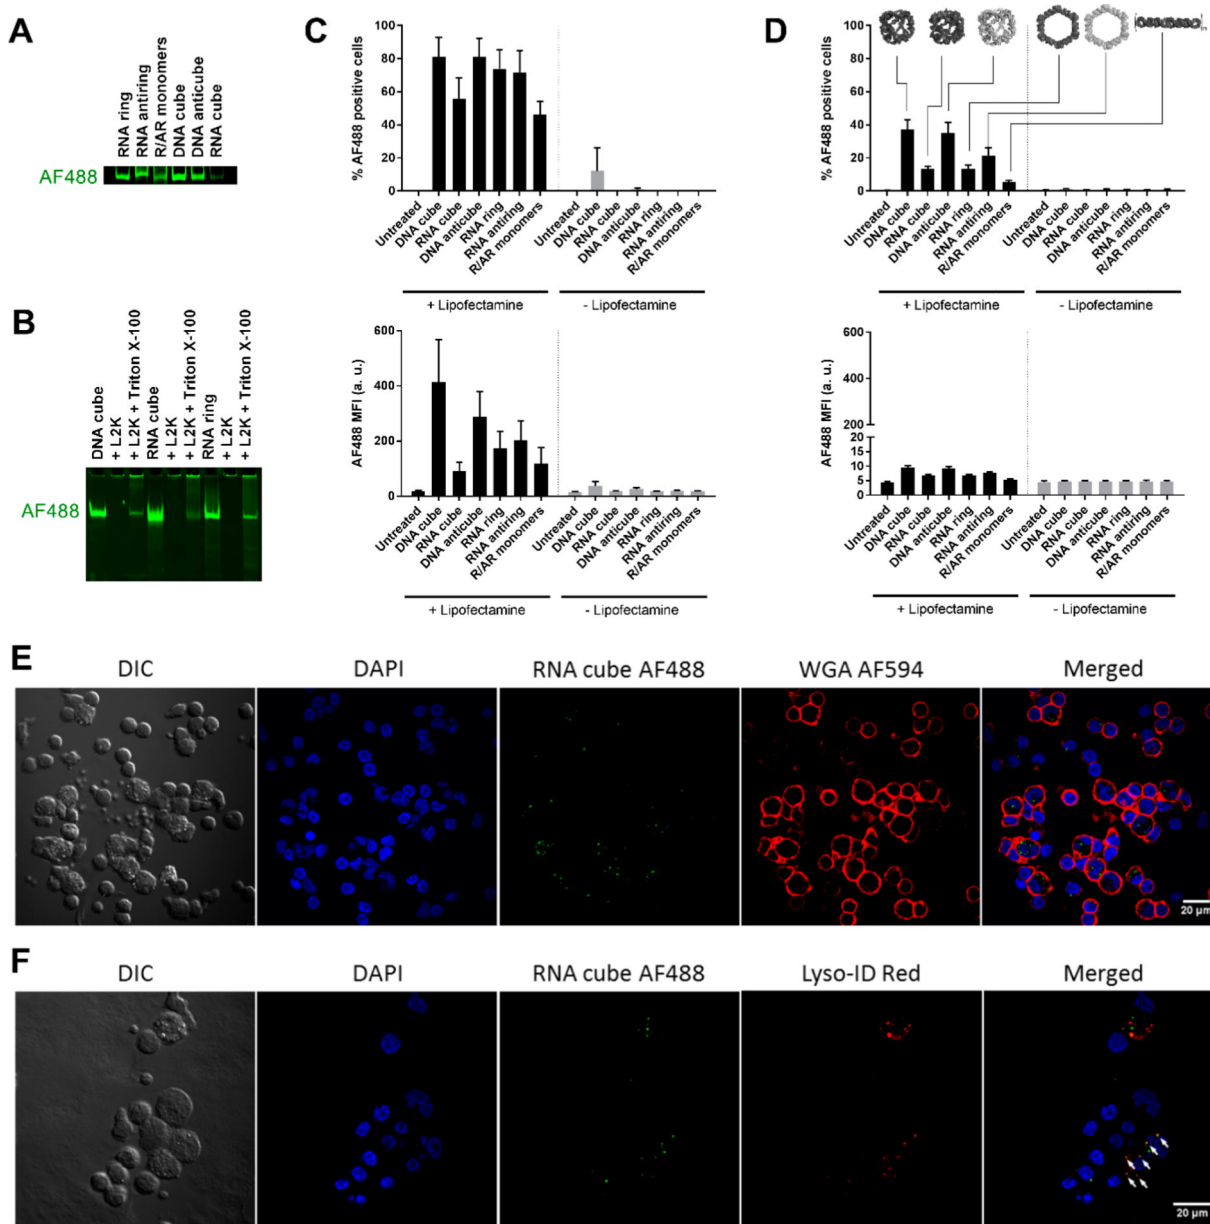 A
RNA ring
RNA antiring
R/AR monomers
DNA cube
DNA anticube
RNA cube
AF488
B
DNA cube
+ L2K
+ L2K + Triton X-100
RNA cube
+ L2K
+ L2K + Triton X-100
RNA ring
+ L2K
+ L2K + Triton X-100
AF488
C
% AF488 positive cells
100
80
60
40
20
0
Untreated
DNA cube
RNA cube
DNA anticube
RNA ring
RNA antiring
R/AR monomers
Untreated
DNA cube
RNA cube
DNA anticube
RNA ring
RNA antiring
R/AR monomers
+ Lipofectamine
- Lipofectamine
AF488 MFI (a. u.)
600
400
200
0
Untreated
DNA cube
RNA cube
DNA anticube
RNA ring
RNA antiring
R/AR monomers
Untreated
DNA cube
RNA cube
DNA anticube
RNA ring
RNA antiring
R/AR monomers
+ Lipofectamine
- Lipofectamine
D
% AF488 positive cells
100
80
60
40
20
0
Untreated
DNA cube
RNA cube
DNA anticube
RNA ring
RNA antiring
R/AR monomers
Untreated
DNA cube
RNA cube
DNA anticube
RNA ring
RNA antiring
R/AR monomers
+ Lipofectamine
- Lipofectamine
AF488 MFI (a. u.)
600
400
200
20
15
10
5
0
Untreated
DNA cube
RNA cube
DNA anticube
RNA ring
RNA antiring
R/AR monomers
Untreated
DNA cube
RNA cube
DNA anticube
RNA ring
RNA antiring
R/AR monomers
+ Lipofectamine
- Lipofectamine
E
DIC
DAPI
RNA cube AF488
WGA AF594
Merged
20 µm
F
DIC
DAPI
RNA cube AF488
Lyso-ID Red
Merged
20 µm